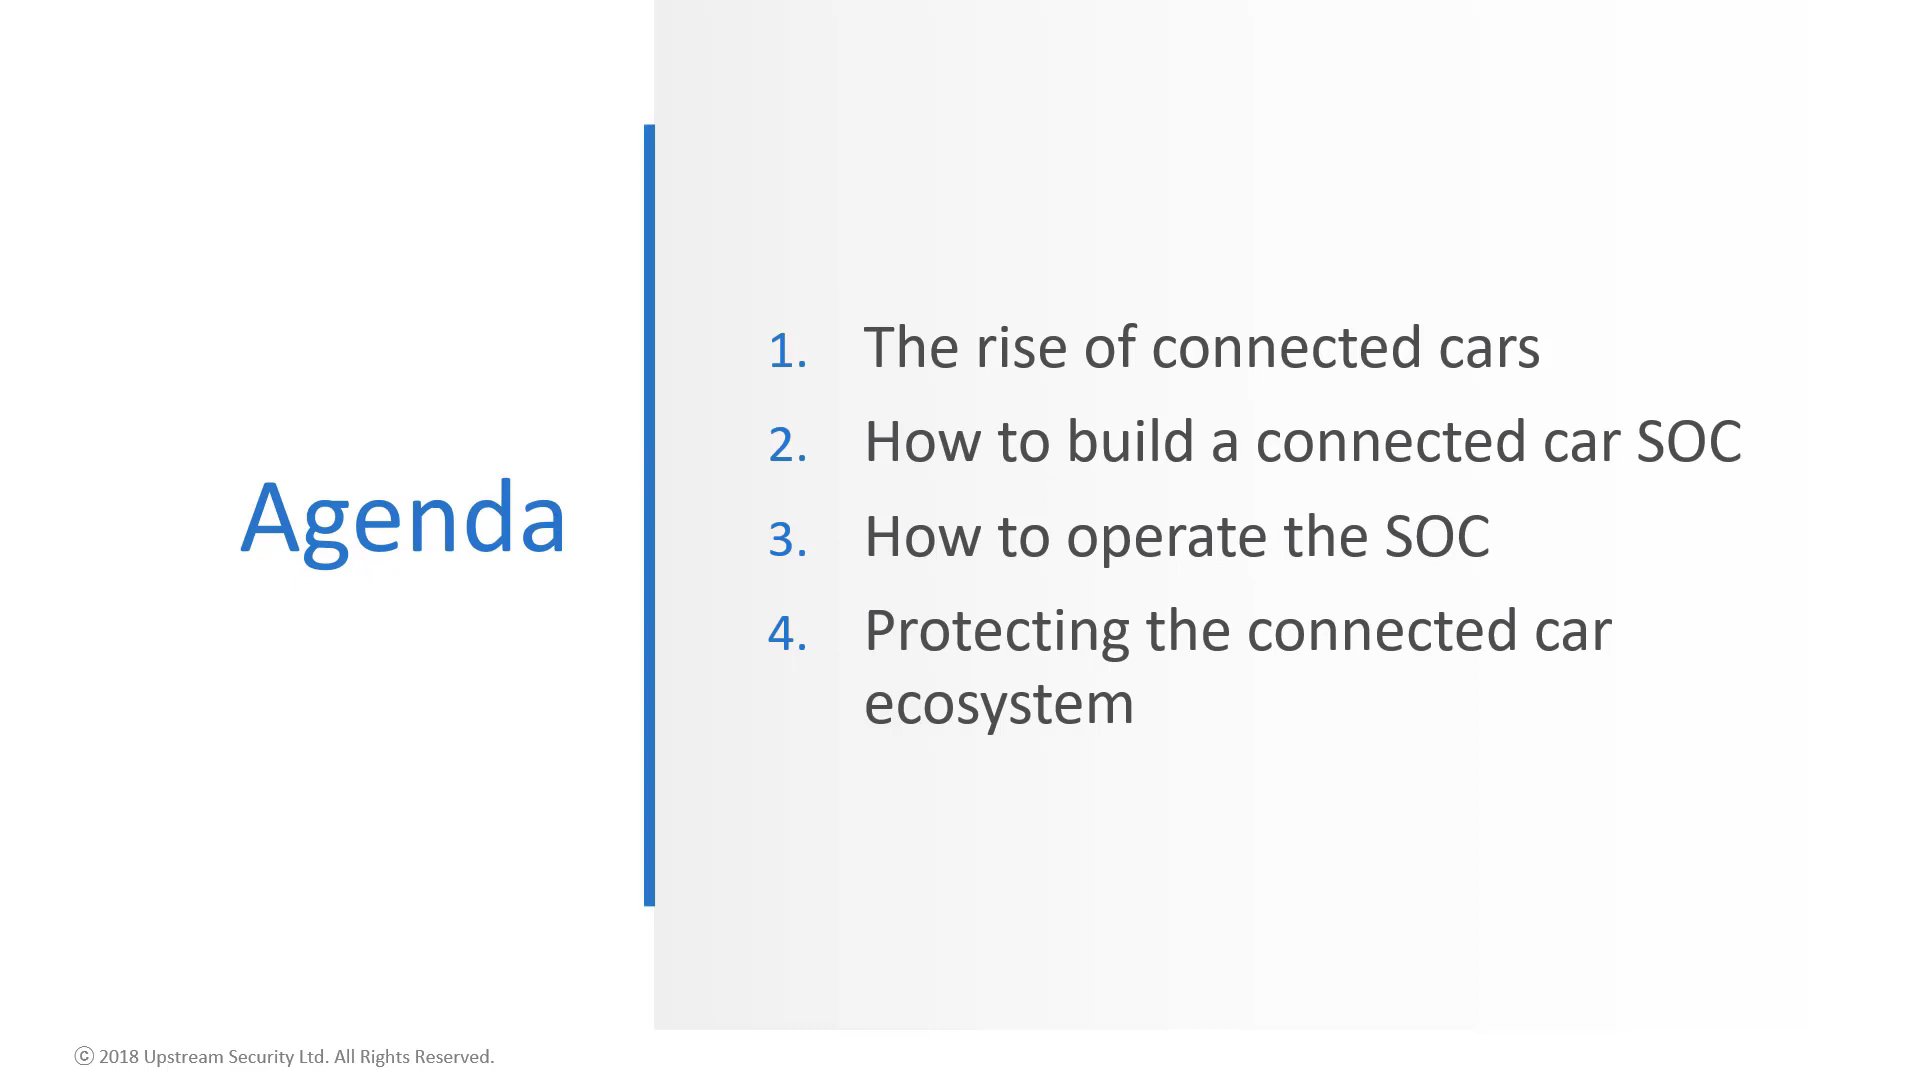 Agenda
1. The rise of connected cars
2. How to build a connected car SOC
3. How to operate the SOC
4. Protecting the connected car
ecosystem
© 2018 Upstream Security Ltd. All Rights Reserved.